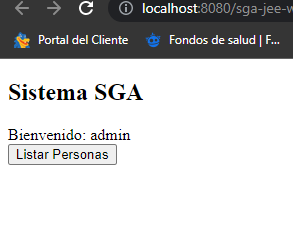 localhost:8080/sga-jee-w
Portal del Cliente
Fondos de salud | F...
Sistema SGA
Bienvenido: admin
Listar Personas